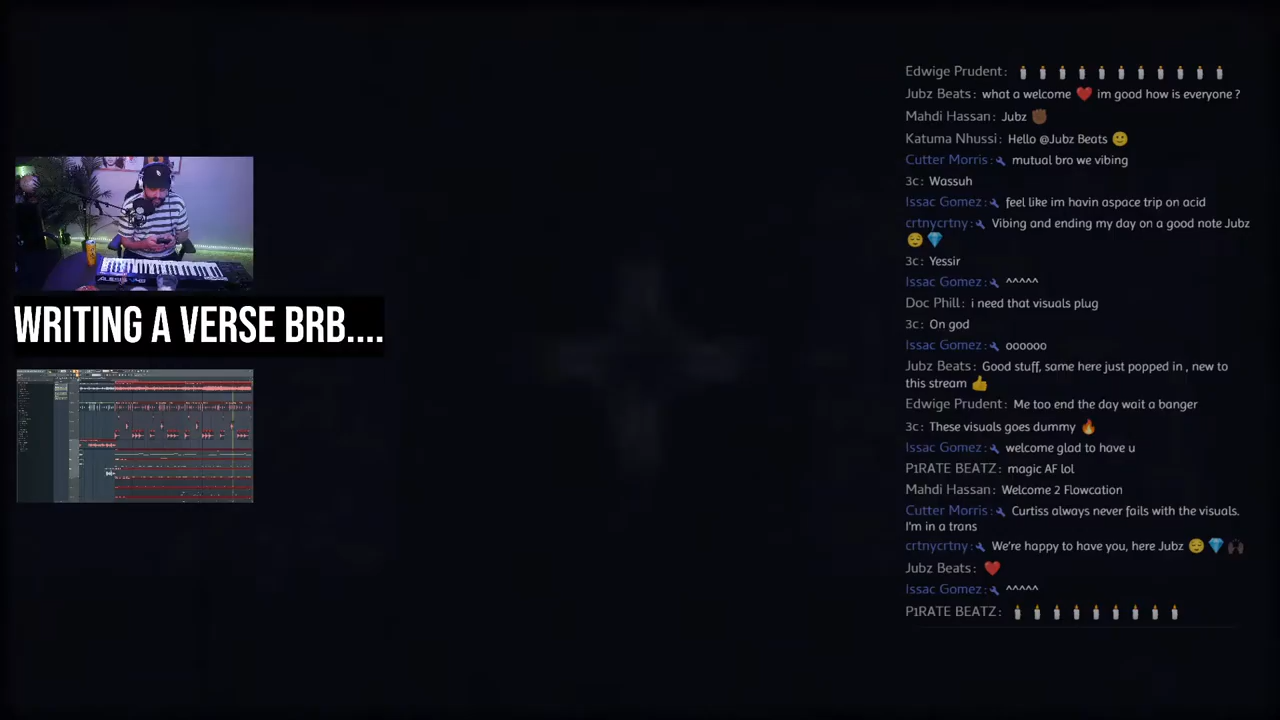 WRITING A VERSE BRB....
Edwige Prudent: 🕯️ 🕯️ 🕯️ 🕯️ 🕯️ 🕯️ 🕯️ 🕯️ 🕯️ 🕯️ 🕯️
Jubz Beats: what a welcome ❤️ im good how is everyone ?
Mahdi Hassan: Jubz ✊🏾
Katuma Nhussi: Hello @Jubz Beats 🙂
Cutter Morris: mutual bro we vibing
3c: Wassuh
Issac Gomez: feel like im havin aspace trip on acid
crtnycrtny: Vibing and ending my day on a good note Jubz
😌 💎
3c: Yessir
Issac Gomez: ^^^^^
Doc Phill: i need that visuals plug
3c: On god
Issac Gomez: oooooo
Jubz Beats: Good stuff, same here just popped in , new to
this stream 👍
Edwige Prudent: Me too end the day wait a banger
3c: These visuals goes dummy 🔥
Issac Gomez: welcome glad to have u
P1RATE BEATZ: magic AF lol
Mahdi Hassan: Welcome 2 Flowcation
Cutter Morris: Curtiss always never fails with the visuals.
I'm in a trans
crtnycrtny: We're happy to have you, here Jubz 😌 💎 🙌🏿
Jubz Beats: ❤️
Issac Gomez: ^^^^^
P1RATE BEATZ: 🕯️ 🕯️ 🕯️ 🕯️ 🕯️ 🕯️ 🕯️ 🕯️ 🕯️